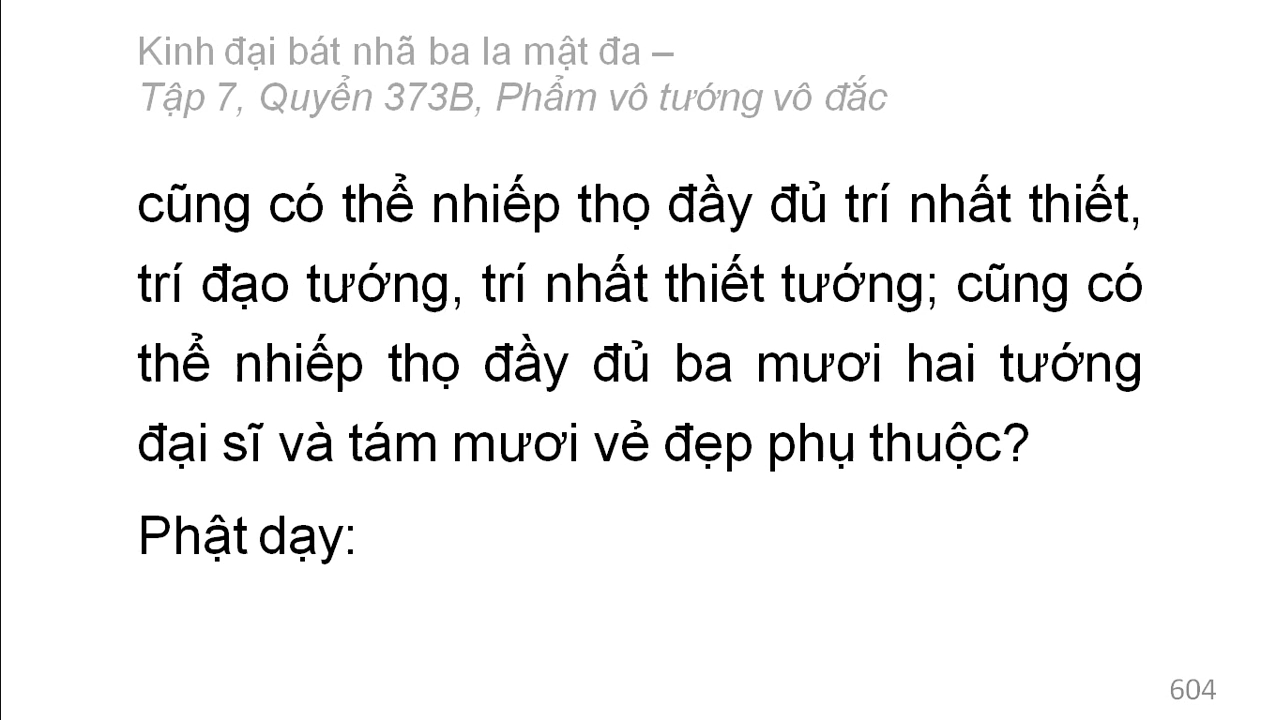 Kinh đại bát nhã ba la mật đa –
Tập 7, Quyển 373B, Phẩm vô tướng vô đắc
cũng có thể nhiếp thọ đầy đủ trí nhất thiết,
trí đạo tướng, trí nhất thiết tướng; cũng có
thể nhiếp thọ đầy đủ ba mươi hai tướng
đại sĩ và tám mươi vẻ đẹp phụ thuộc?
Phật dạy:
604